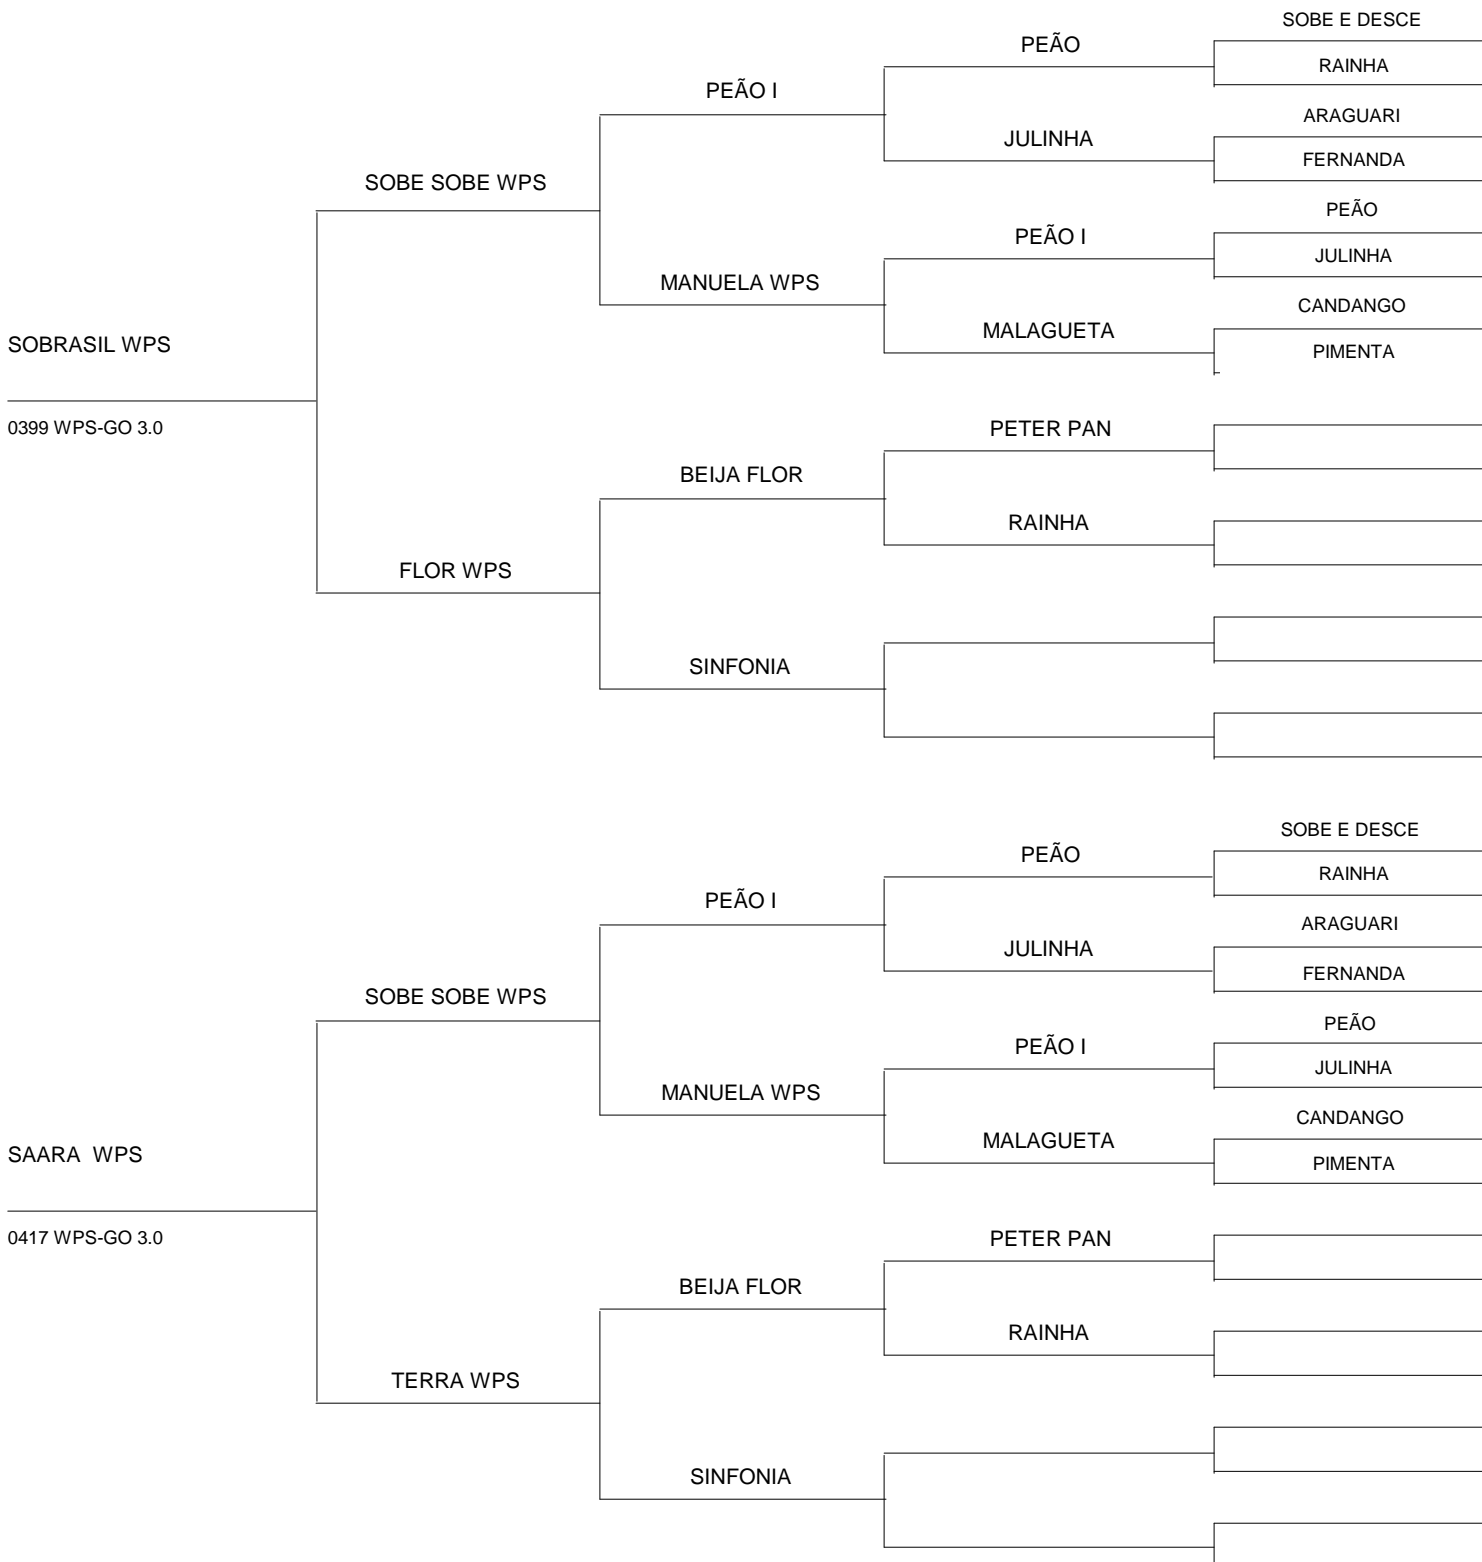 SOBE E DESCE
PEÃO
RAINHA
PEÃO I
ARAGUARI
JULINHA
FERNANDA
SOBE SOBE WPS
PEÃO
PEÃO I
JULINHA
MANUELA WPS
CANDANGO
MALAGUETA
SOBRASIL WPS
PIMENTA
0399 WPS-GO 3.0
PETER PAN
BEIJA FLOR
RAINHA
FLOR WPS
SINFONIA
SOBE E DESCE
PEÃO
RAINHA
PEÃO I
ARAGUARI
JULINHA
FERNANDA
SOBE SOBE WPS
PEÃO
PEÃO I
JULINHA
MANUELA WPS
CANDANGO
MALAGUETA
SAARA  WPS
PIMENTA
0417 WPS-GO 3.0
PETER PAN
BEIJA FLOR
RAINHA
TERRA WPS
SINFONIA